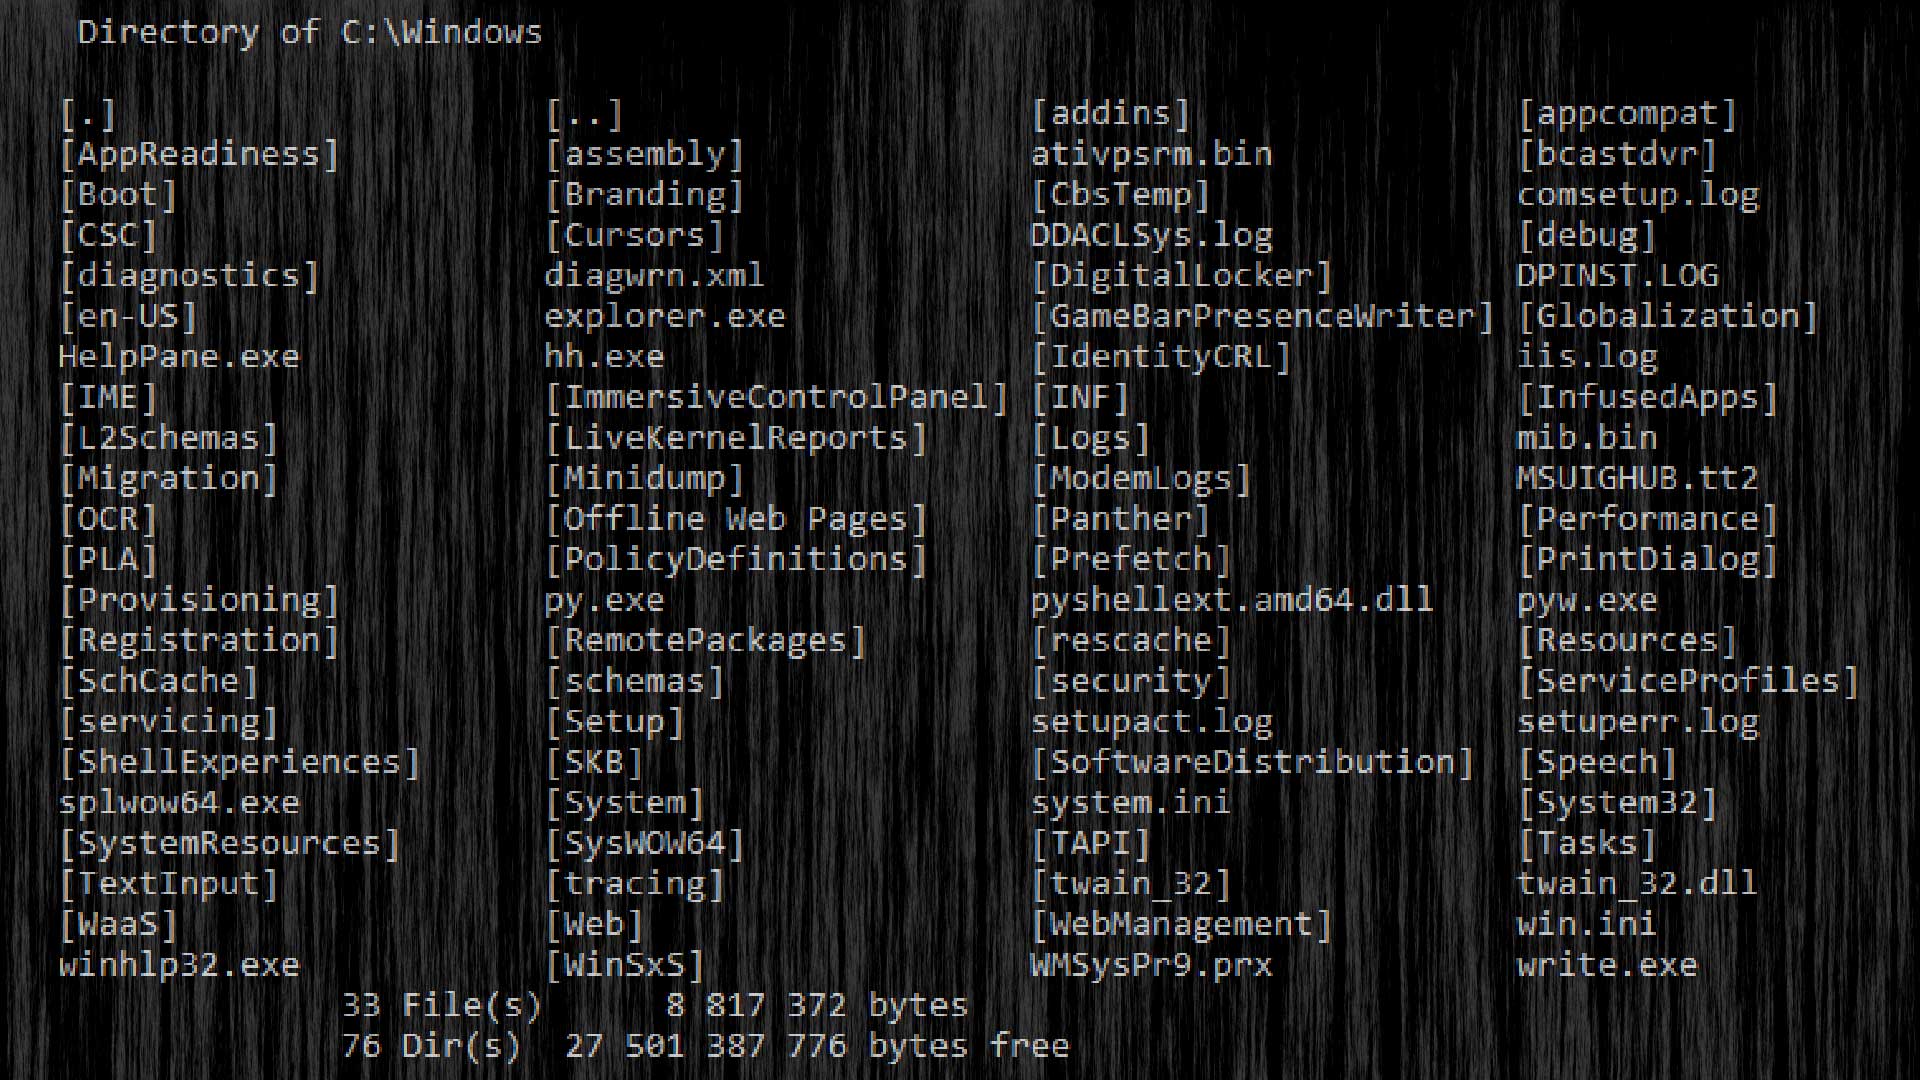 Directory of C:\Windows
[.] [..] [addins] [appcompat]
[AppReadiness] [assembly] ativpsrm.bin [bcastdvr]
[Boot] [Branding] [CbsTemp] comsetup.log
[CSC] [Cursors] DDACLSys.log [debug]
[diagnostics] diagwrn.xml [DigitalLocker] DPINST.LOG
[en-US] explorer.exe [GameBarPresenceWriter] [Globalization]
HelpPane.exe hh.exe [IdentityCRL] iis.log
[IME] [ImmersiveControlPanel] [INF] [InfusedApps]
[L2Schemas] [LiveKernelReports] [Logs] mib.bin
[Migration] [Minidump] [ModemLogs] MSUIGHUB.tt2
[OCR] [Offline Web Pages] [Panther] [Performance]
[PLA] [PolicyDefinitions] [Prefetch] [PrintDialog]
[Provisioning] py.exe pyshellext.amd64.dll pyw.exe
[Registration] [RemotePackages] [rescache] [Resources]
[SchCache] [schemas] [security] [ServiceProfiles]
[servicing] [Setup] setupact.log setuperr.log
[ShellExperiences] [SKB] [SoftwareDistribution] [Speech]
splwow64.exe [System] system.ini [System32]
[SystemResources] [SysWOW64] [TAPI] [Tasks]
[TextInput] [tracing] [twain_32] twain_32.dll
[WaaS] [Web] [WebManagement] win.ini
winhlp32.exe [WinSxS] WMSysPr9.prx write.exe
33 File(s) 8 817 372 bytes
76 Dir(s) 27 501 387 776 bytes free